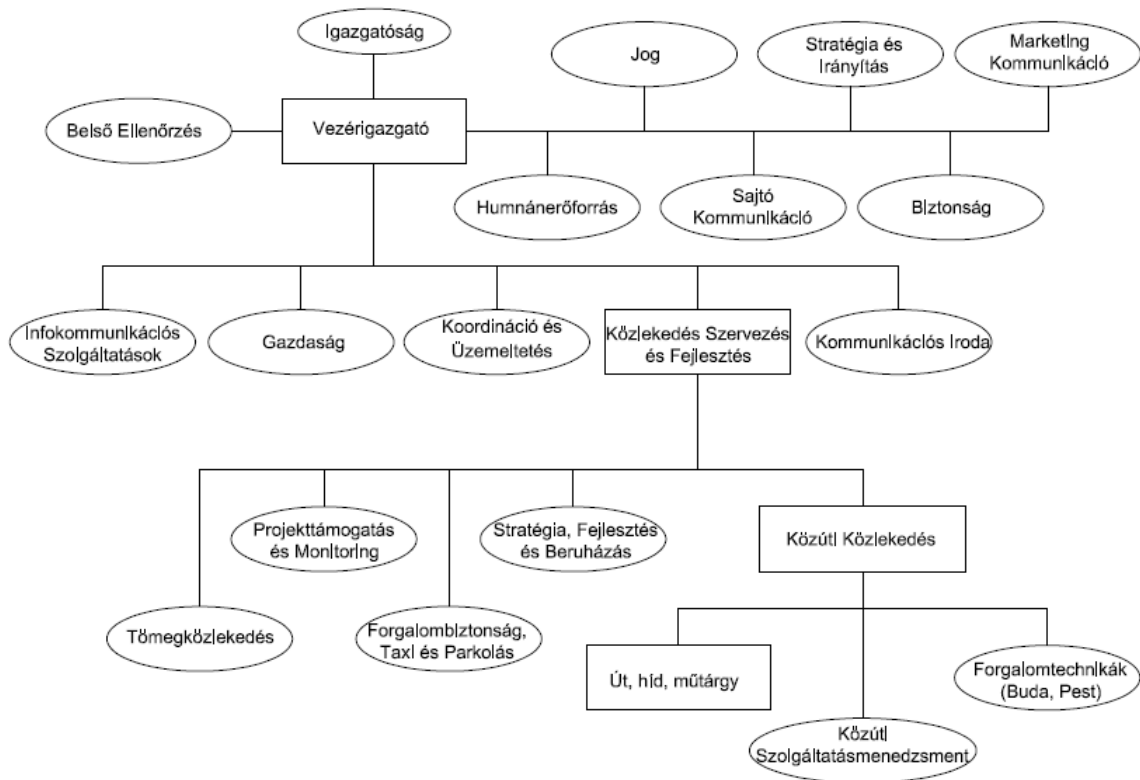 Igazgatóság
Jog
Stratégia és
Irányítás
Marketing
Kommunikáció
Belső Ellenőrzés
Vezérigazgató
Humnánerőforrás
Sajtó
Kommunikáció
Biztonság
Infokommunikációs
Szolgáltatások
Gazdaság
Koordináció és
Üzemeltetés
Közlekedés Szervezés
és Fejlesztés
Kommunikációs Iroda
Projekttámogatás
és Monitoring
Stratégia, Fejlesztés
és Beruházás
Közúti Közlekedés
Tömegközlekedés
Forgalombiztonság,
Taxi és Parkolás
Út, híd, műtárgy
Forgalomtechnikák
(Buda, Pest)
Közúti
Szolgáltatásmenedzsment